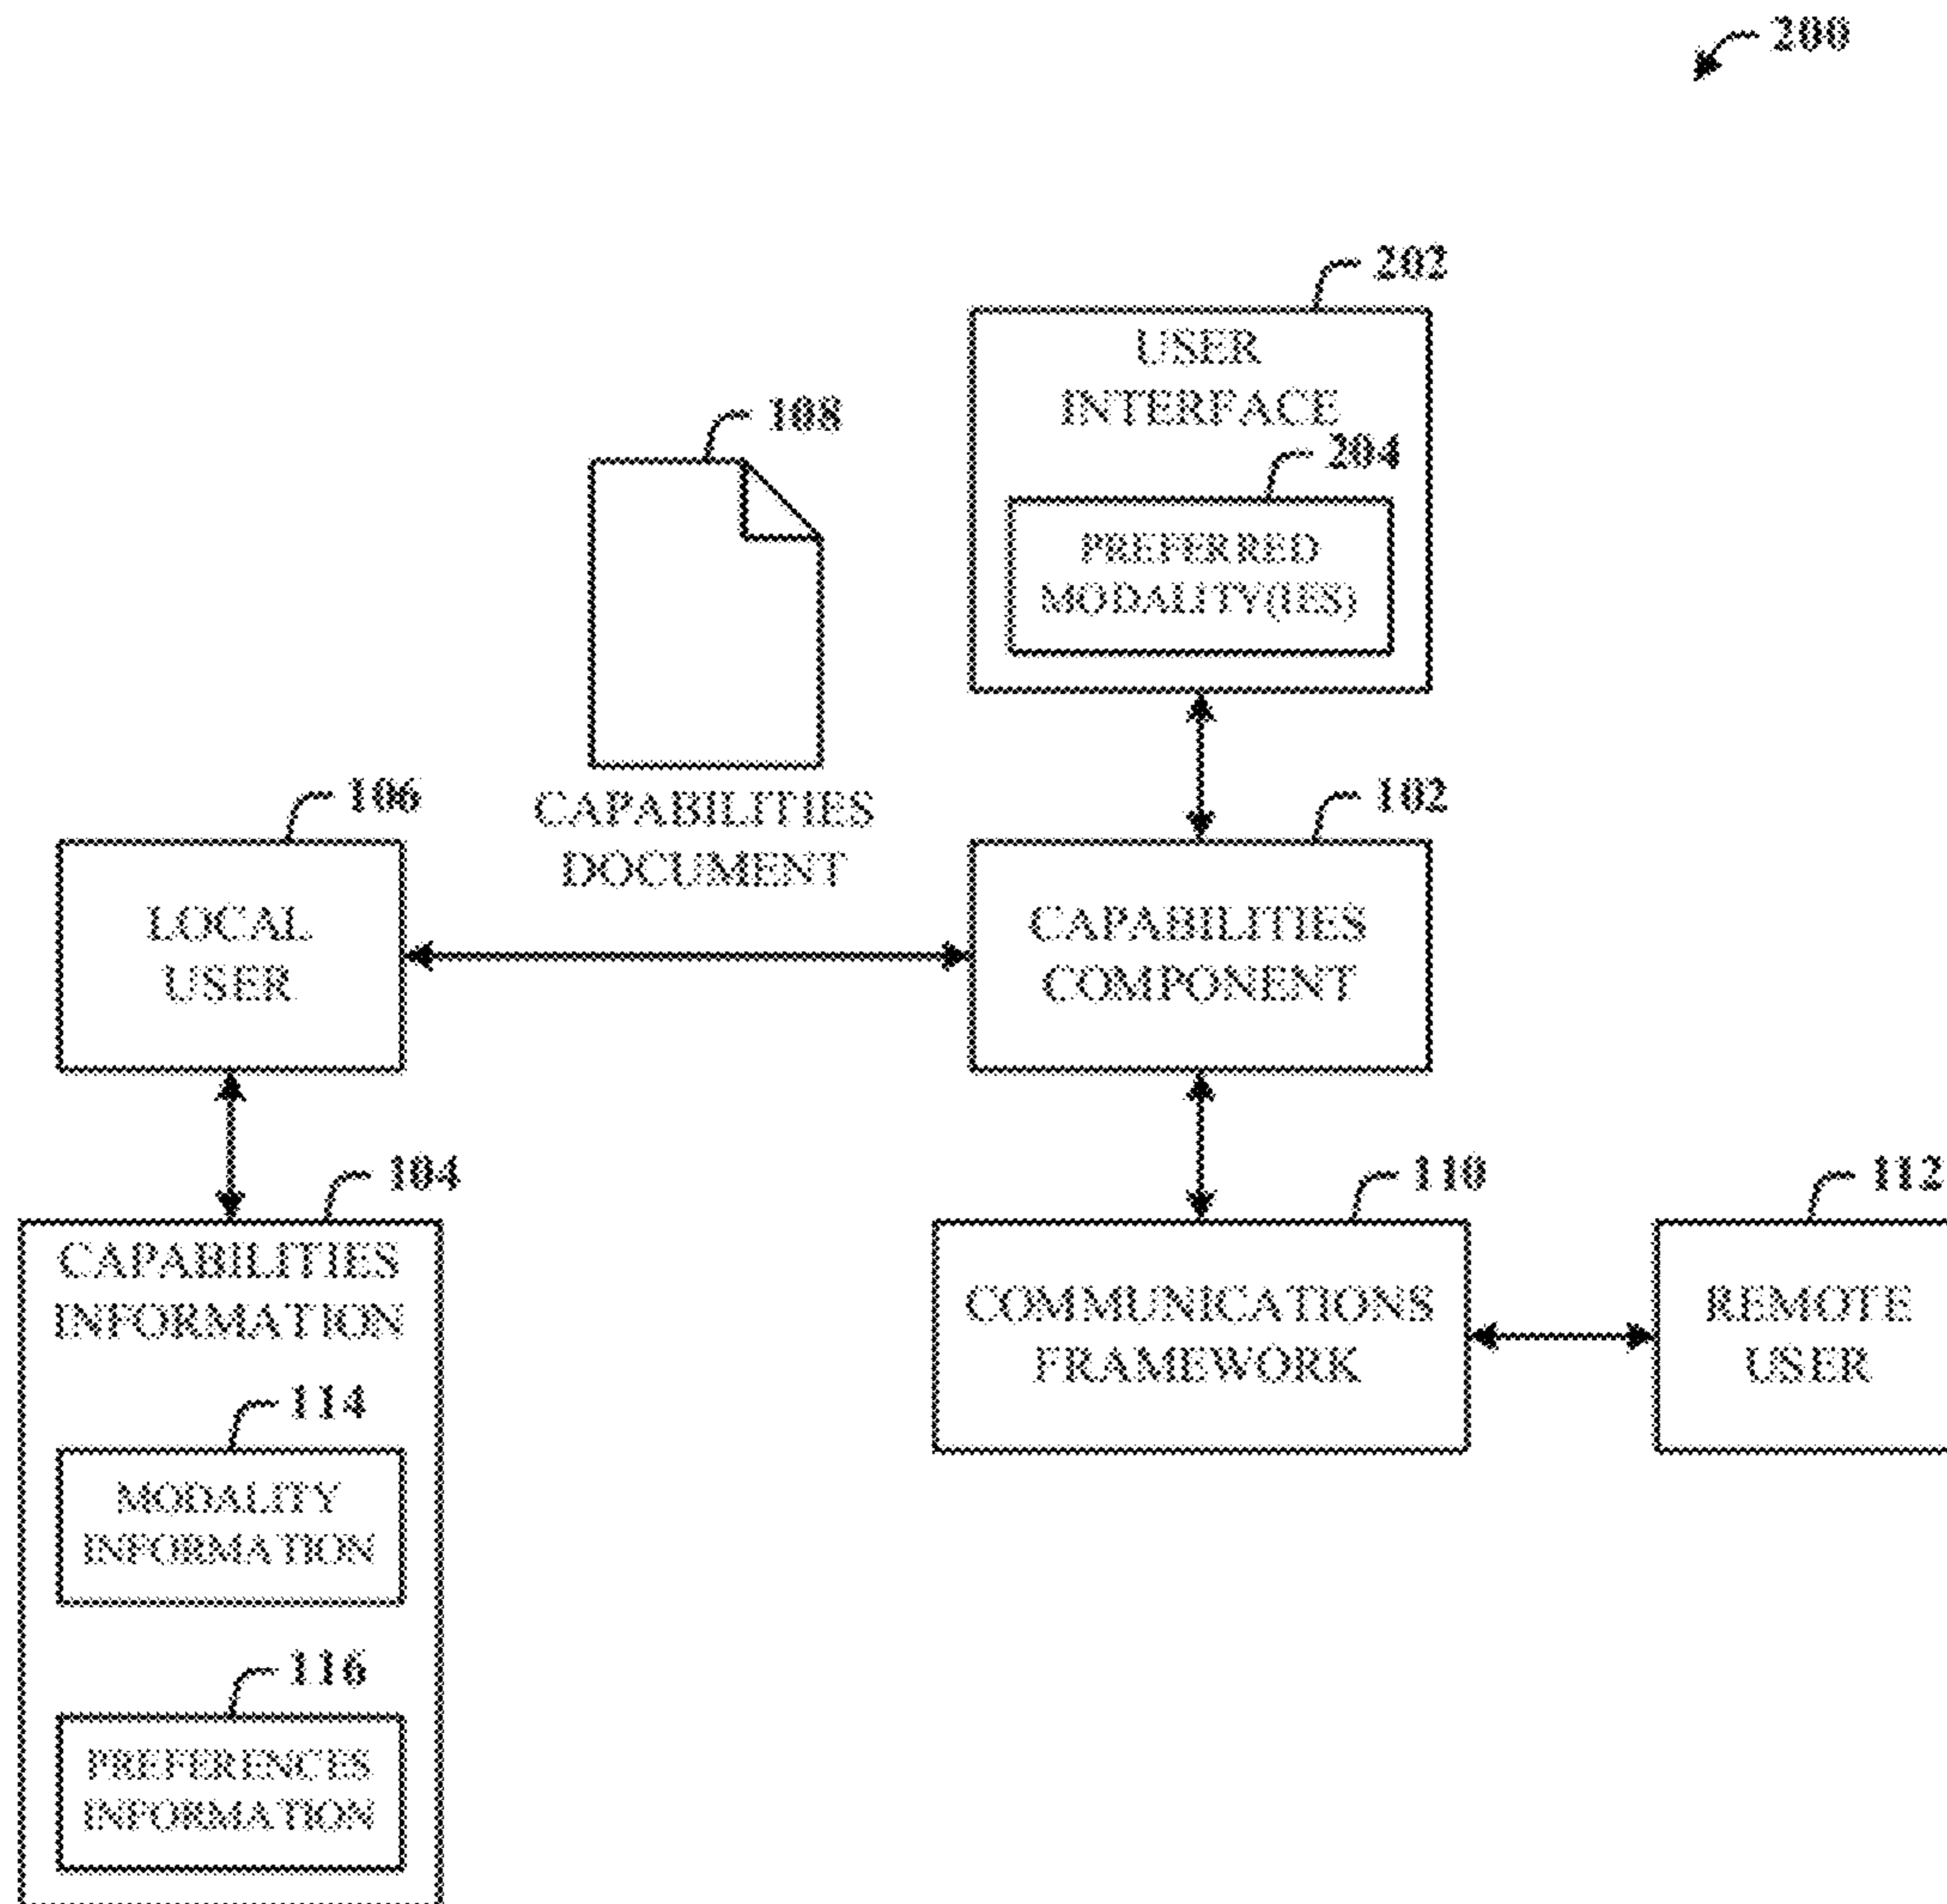 200
202
USER
INTERFACE
204
PREFERRED
MODALITY(IES)
108
CAPABILITIES
DOCUMENT
106
LOCAL
USER
102
CAPABILITIES
COMPONENT
104
CAPABILITIES
INFORMATION
114
MODALITY
INFORMATION
116
PREFERENCES
INFORMATION
110
COMMUNICATIONS
FRAMEWORK
112
REMOTE
USER